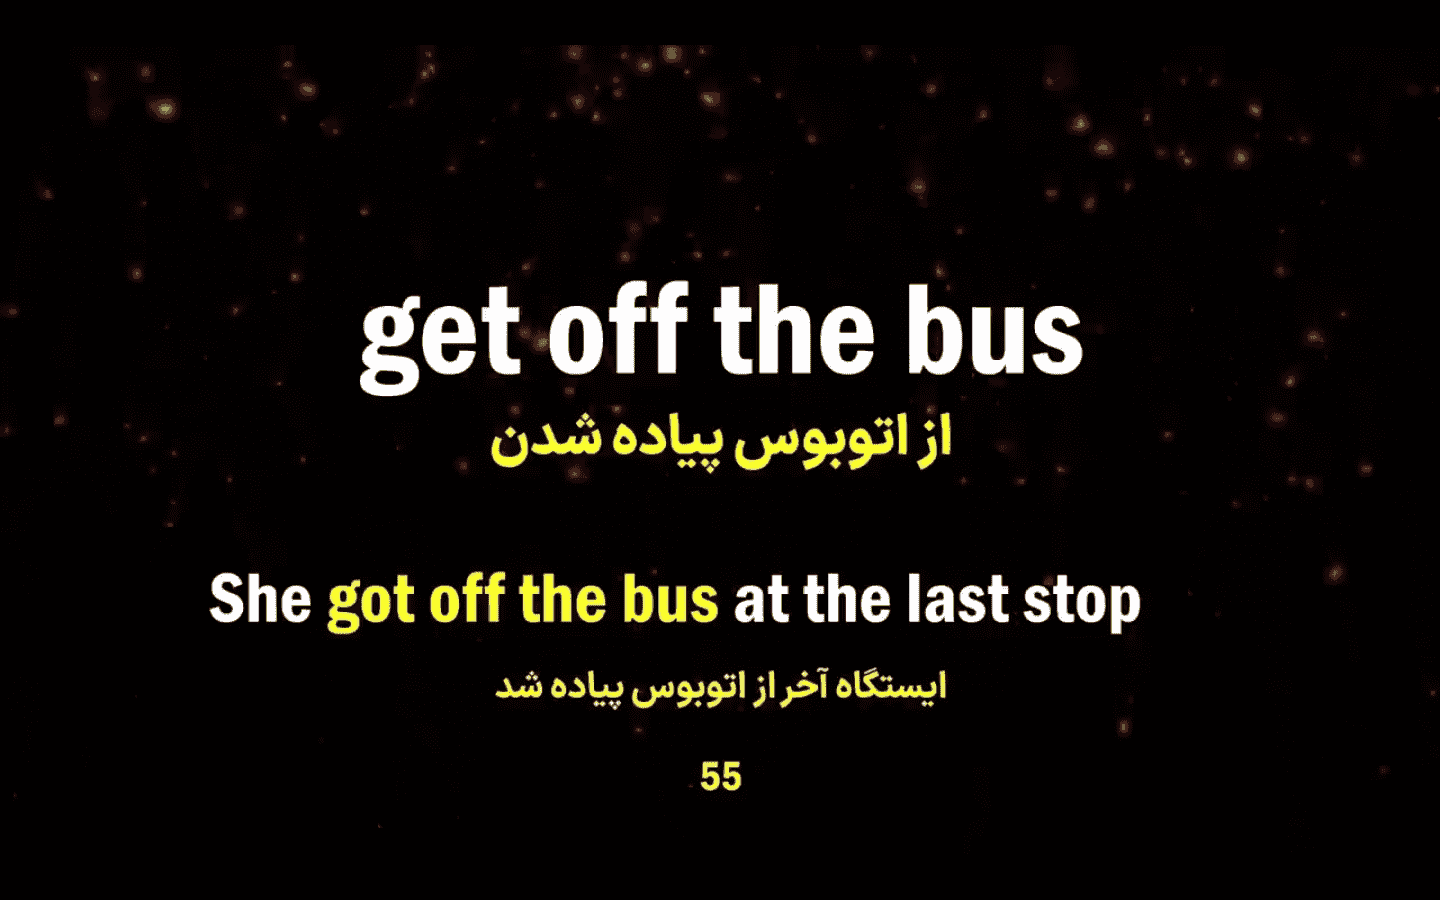 get off the bus
از اتوبوس پیاده شدن
She got off the bus at the last stop
ایستگاه آخر از اتوبوس پیاده شد
55